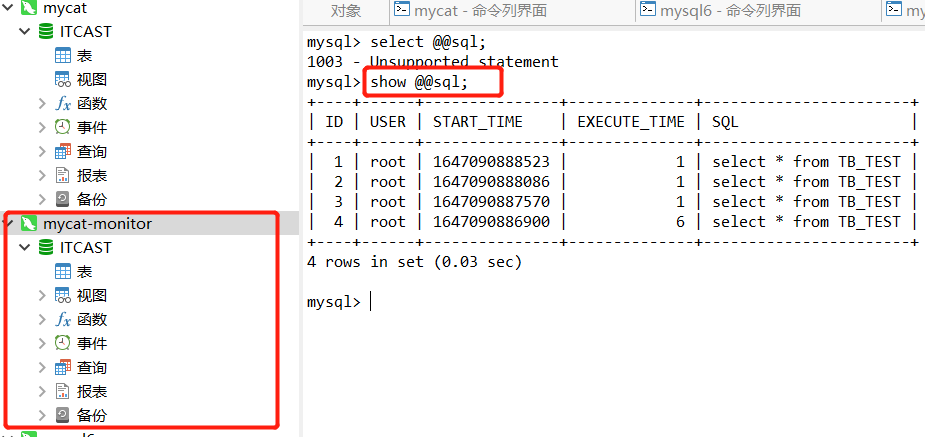 mycat
ITCAST
表
视图
fx 函数
事件
查询
报表
备份
mycat-monitor
ITCAST
表
视图
fx 函数
事件
查询
报表
备份
对象
mycat - 命令列界面
mysql6 - 命令列界面
my
mysql> select @@sql;
1003 - Unsupported statement
mysql> show @@sql;
+----+------+---------------+--------------+-----------------------+
| ID | USER | START_TIME | EXECUTE_TIME | SQL |
+----+------+---------------+--------------+-----------------------+
| 1 | root | 1647090888523 | 1 | select * from TB_TEST |
| 2 | root | 1647090888086 | 1 | select * from TB_TEST |
| 3 | root | 1647090887570 | 1 | select * from TB_TEST |
| 4 | root | 1647090886900 | 6 | select * from TB_TEST |
+----+------+---------------+--------------+-----------------------+
4 rows in set (0.03 sec)
mysql>